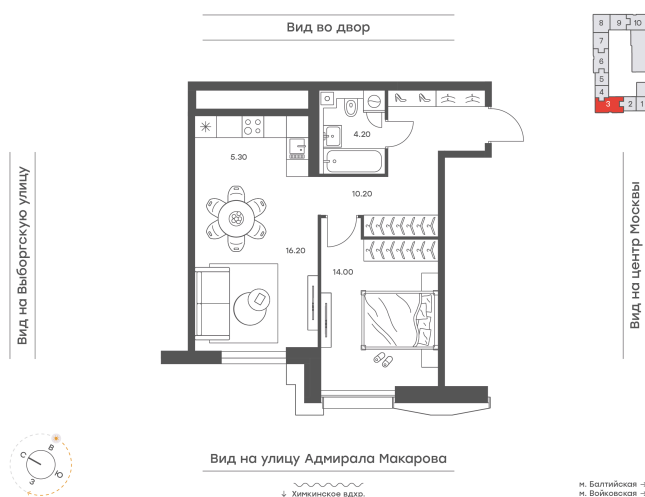 Вид во двор
8 9 10
7
6
5
4
3 2 1
4.20
5.30
10.20
16.20
14.00
Вид на Выборгскую улицу
Вид на центр Москвы
Вид на улицу Адмирала Макарова
С В
З Ю
↓ Химкинское вдхр.
м. Балтийская
м. Войковская